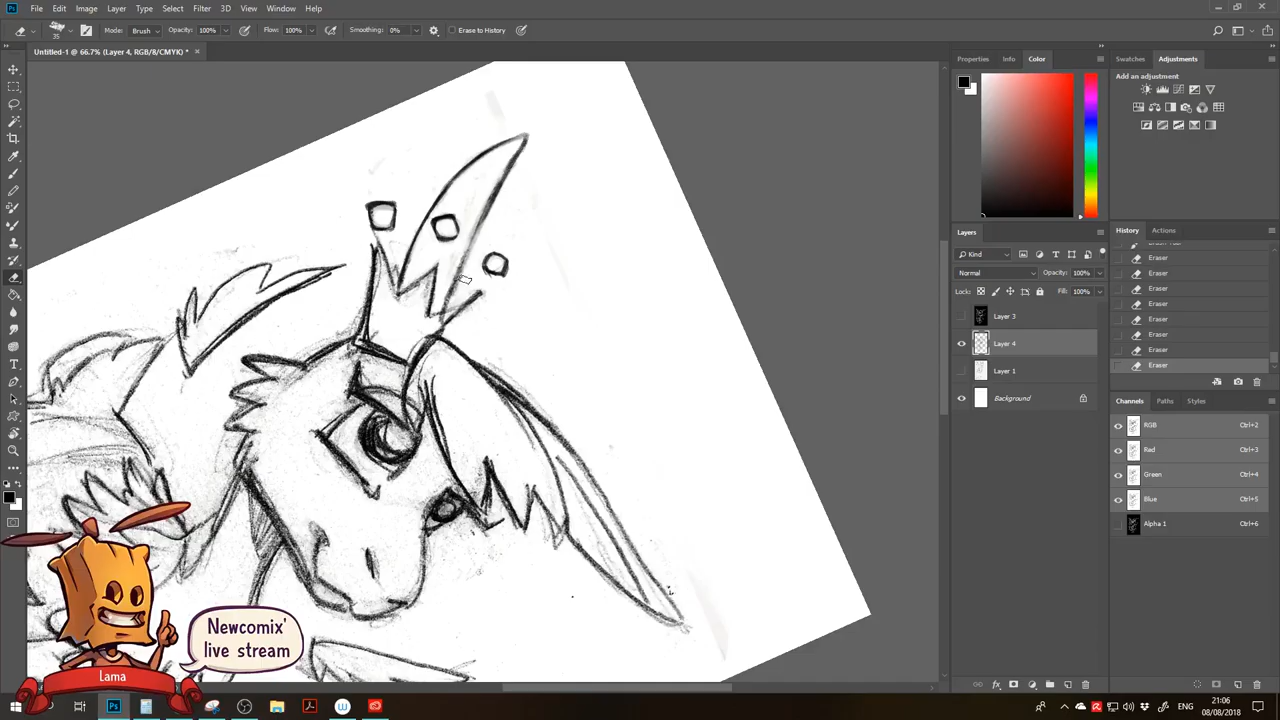 Ps File Edit Image Layer Type Select Filter 3D View Window Help
35 Mode: Brush Opacity: 100% Flow: 100% Smoothing: 0% Erase to History
Untitled-1 @ 66.7% (Layer 4, RGB/8/CMYK) *
Properties Info Color
Swatches Adjustments
Add an adjustment
Layers
Kind
Normal Opacity: 100%
Lock: Fill: 100%
Layer 3
Layer 4
Layer 1
Background
History Actions
Eraser
Eraser
Eraser
Eraser
Eraser
Eraser
Eraser
Eraser
Channels Paths Styles
RGB Ctrl+2
Red Ctrl+3
Green Ctrl+4
Blue Ctrl+5
Alpha 1 Ctrl+6
Newcomix'
live stream
Lama
Ps
21:06
08/08/2018